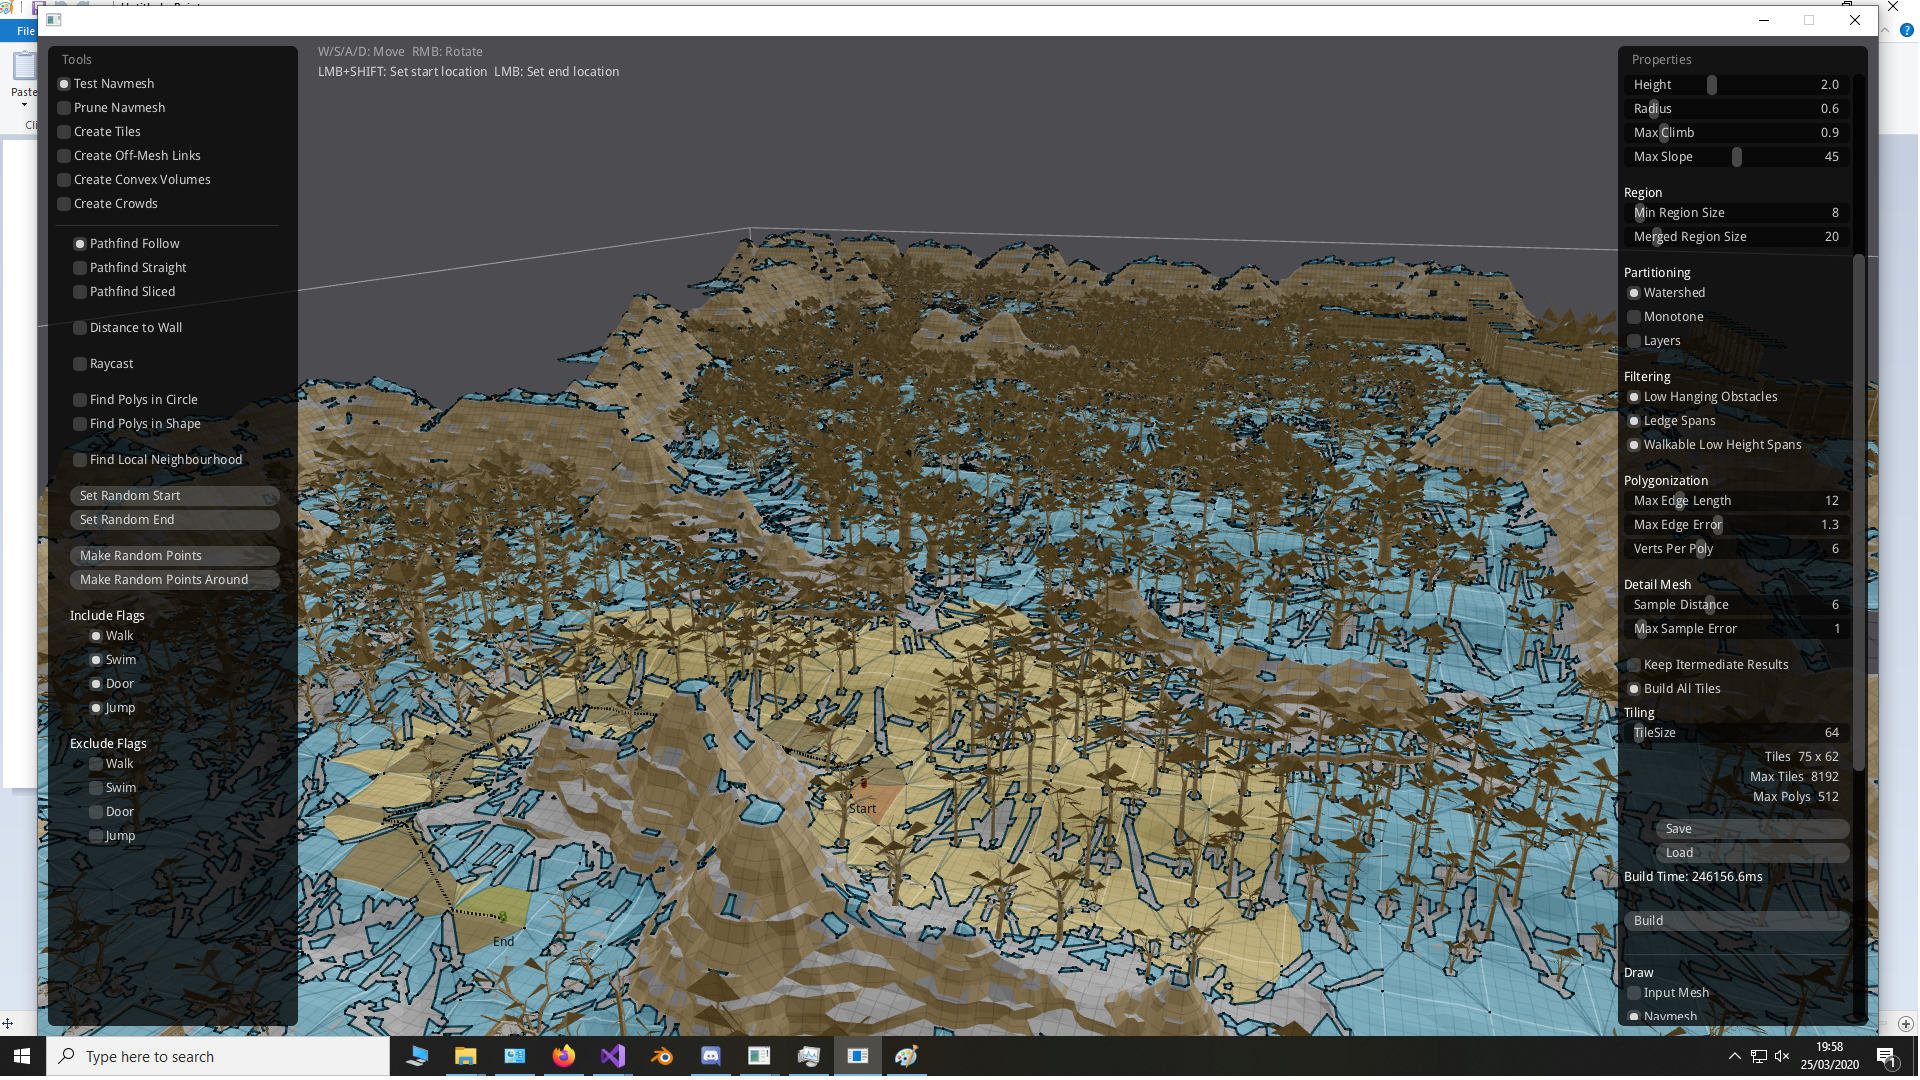 File
Paste
W/S/A/D: Move RMB: Rotate
LMB+SHIFT: Set start location LMB: Set end location
Tools
Test Navmesh
Prune Navmesh
Create Tiles
Create Off-Mesh Links
Create Convex Volumes
Create Crowds
Pathfind Follow
Pathfind Straight
Pathfind Sliced
Distance to Wall
Raycast
Find Polys in Circle
Find Polys in Shape
Find Local Neighbourhood
Set Random Start
Set Random End
Make Random Points
Make Random Points Around
Include Flags
Walk
Swim
Door
Jump
Exclude Flags
Walk
Swim
Door
Jump
Start
End
Properties
Height 2.0
Radius 0.6
Max Climb 0.9
Max Slope 45
Region
Min Region Size 8
Merged Region Size 20
Partitioning
Watershed
Monotone
Layers
Filtering
Low Hanging Obstacles
Ledge Spans
Walkable Low Height Spans
Polygonization
Max Edge Length 12
Max Edge Error 1.3
Verts Per Poly 6
Detail Mesh
Sample Distance 6
Max Sample Error 1
Keep Itermediate Results
Build All Tiles
Tiling
TileSize 64
Tiles 75 x 62
Max Tiles 8192
Max Polys 512
Save
Load
Build Time: 246156.6ms
Build
Draw
Input Mesh
Navmesh
Type here to search
19:58
25/03/2020
1